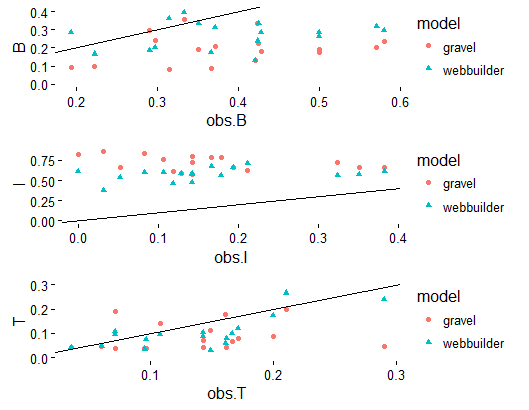 0.4
0.3
0.2
0.1
0.0
B
0.2 0.3 0.4 0.5 0.6
obs.B
model
gravel
webbuilder
0.75
0.50
0.25
0.00
I
0.0 0.1 0.2 0.3 0.4
obs.I
model
gravel
webbuilder
0.3
0.2
0.1
0.0
T
0.1 0.2 0.3
obs.T
model
gravel
webbuilder